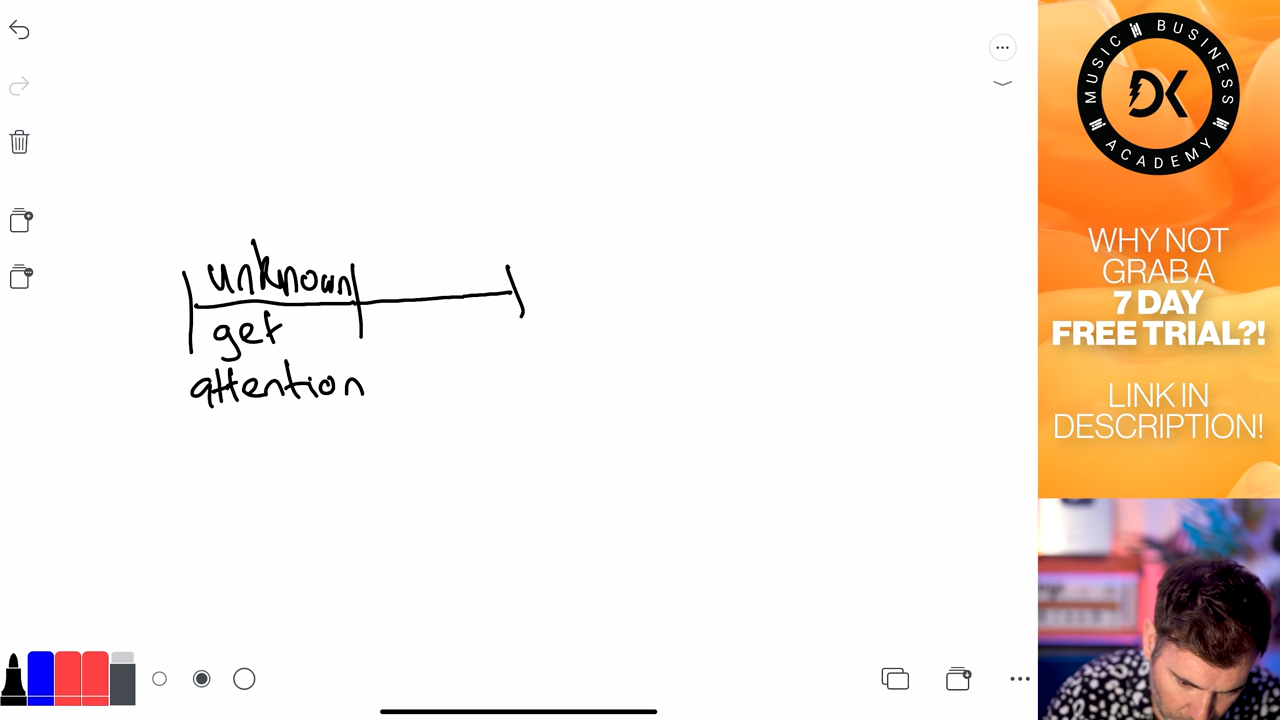 unknown
get
attention
MUSIC BUSINESS
ACADEMY
DK
WHY NOT
GRAB A
7 DAY
FREE TRIAL?!
LINK IN
DESCRIPTION!